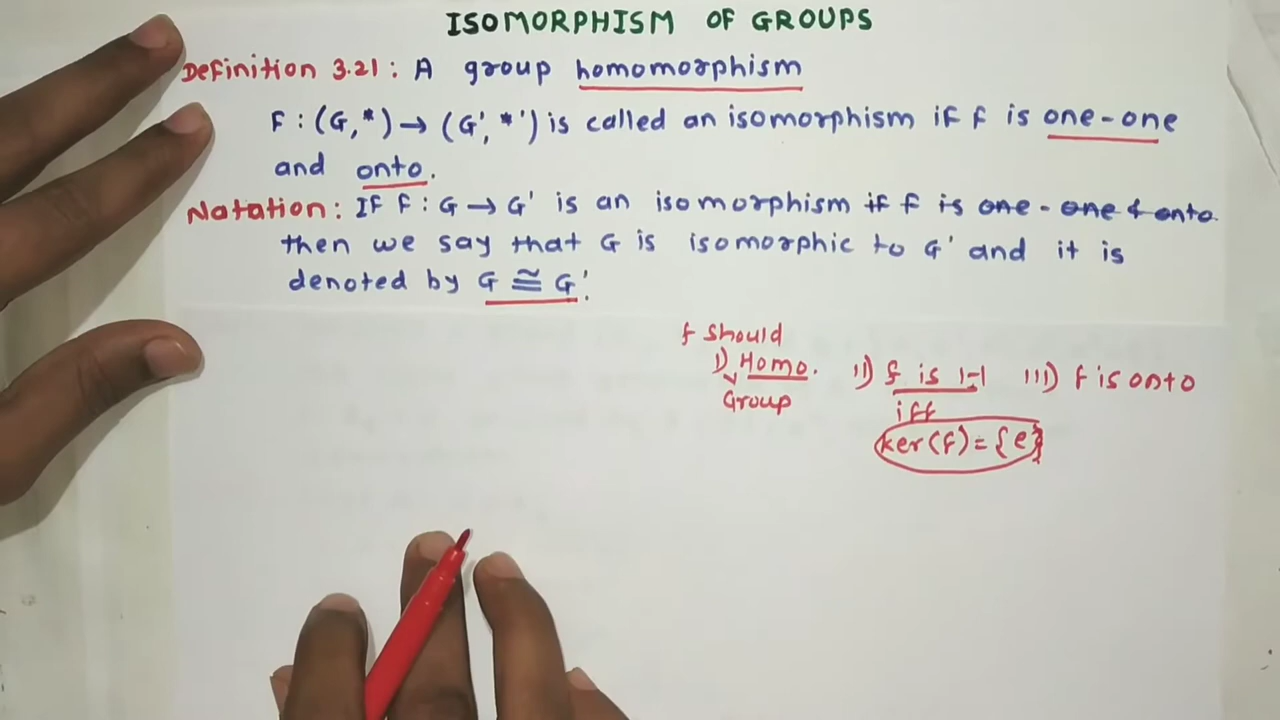 ISOMORPHISM OF GROUPS
Definition 3.21: A group homomorphism
f : (G, *) → (G', *') is called an isomorphism if f is one-one
and onto.
Notation: If f : G → G' is an isomorphism if f is one-one & onto.
then we say that G is isomorphic to G' and it is
denoted by G ≅ G'.
f should
i) Homo. ii) f is 1-1 iii) f is onto
Group iff
ker(f) = {e}